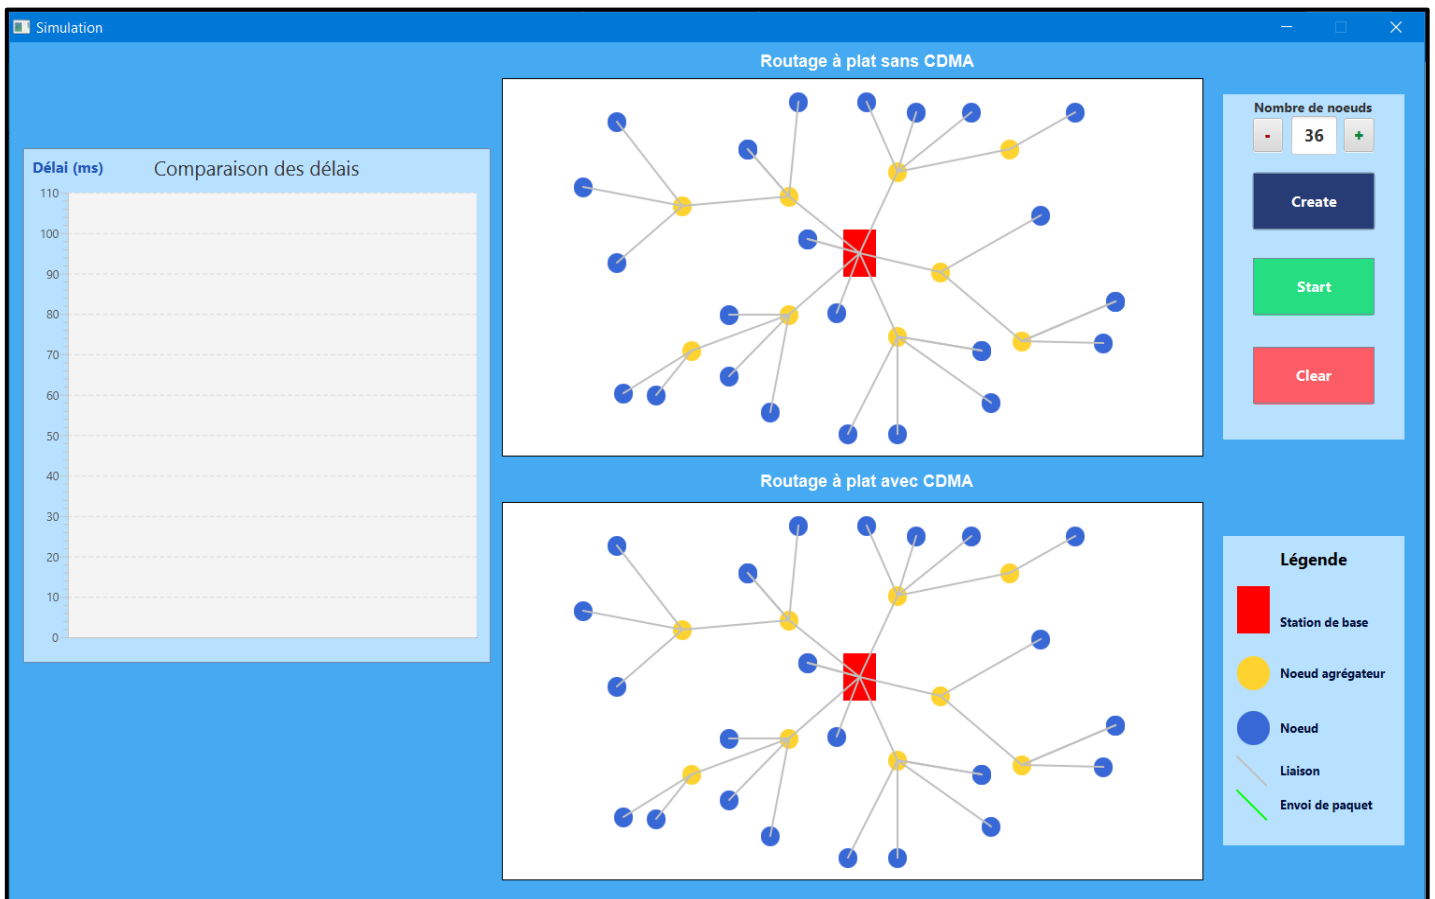 Simulation
Routage à plat sans CDMA
Délai (ms)
Comparaison des délais
110
100
90
80
70
60
50
40
30
20
10
0
Nombre de noeuds
- 36 +
Create
Start
Clear
Routage à plat avec CDMA
Légende
Station de base
Noeud agrégateur
Noeud
Liaison
Envoi de paquet